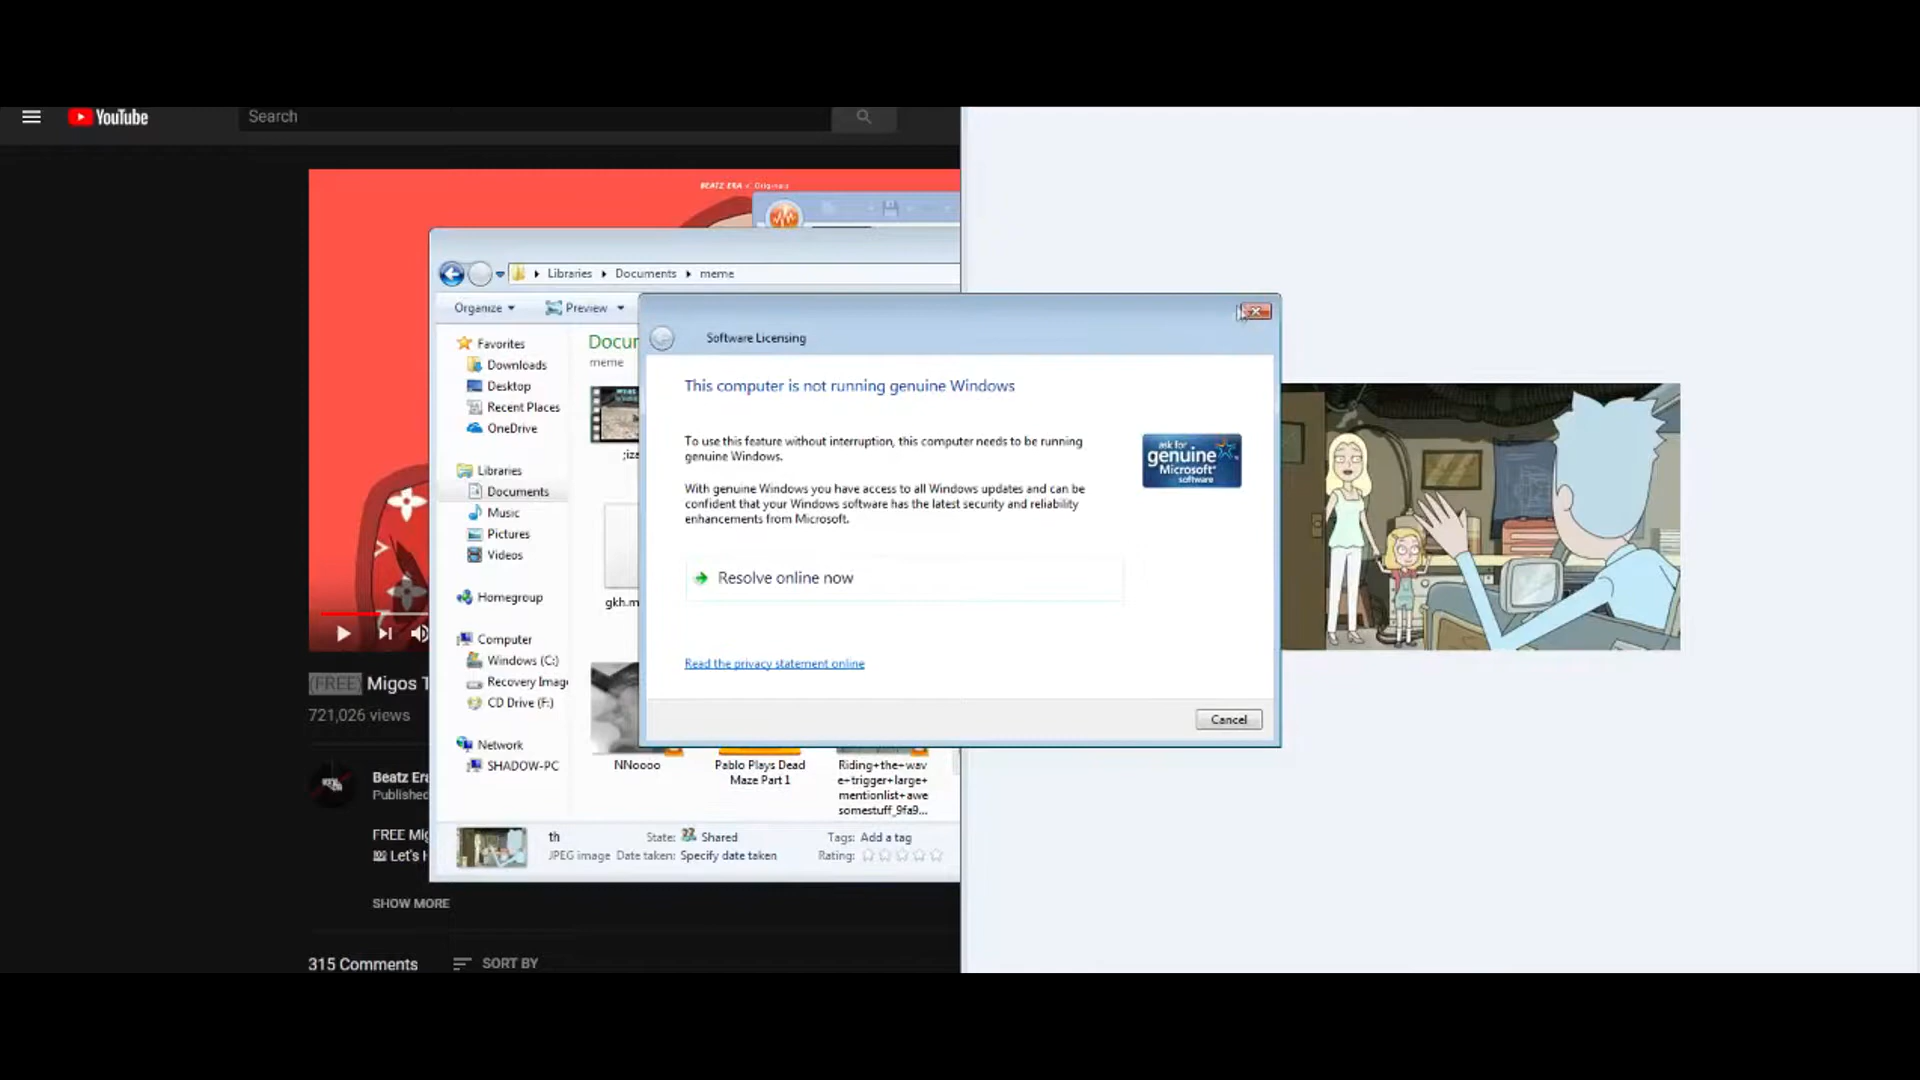 YouTube
Search
BEATZ ERA
Originals
Libraries
Documents
meme
Organize
Preview
Software Licensing
Favorites
Downloads
Desktop
Recent Places
OneDrive
Libraries
Documents
Music
Pictures
Videos
Homegroup
Computer
Windows (C:)
Recovery Imag
CD Drive (F:)
Network
SHADOW-PC
Docur
meme
;iza
gkh.m
NNoooo
Pablo Plays Dead
Maze Part 1
Riding+the+wav
e+trigger+large+
mentionlist+awe
somestuff_9fa9...
This computer is not running genuine Windows
To use this feature without interruption, this computer needs to be running
genuine Windows.
With genuine Windows you have access to all Windows updates and can be
confident that your Windows software has the latest security and reliability
enhancements from Microsoft.
ask for
genuine
Microsoft
software
Resolve online now
Read the privacy statement online
Cancel
th
State:
Shared
Tags: Add a tag
JPEG image
Date taken: Specify date taken
Rating:
(FREE) Migos T
721,026 views
Beatz Era
Published
FREE Mig
Let's H
SHOW MORE
315 Comments
SORT BY